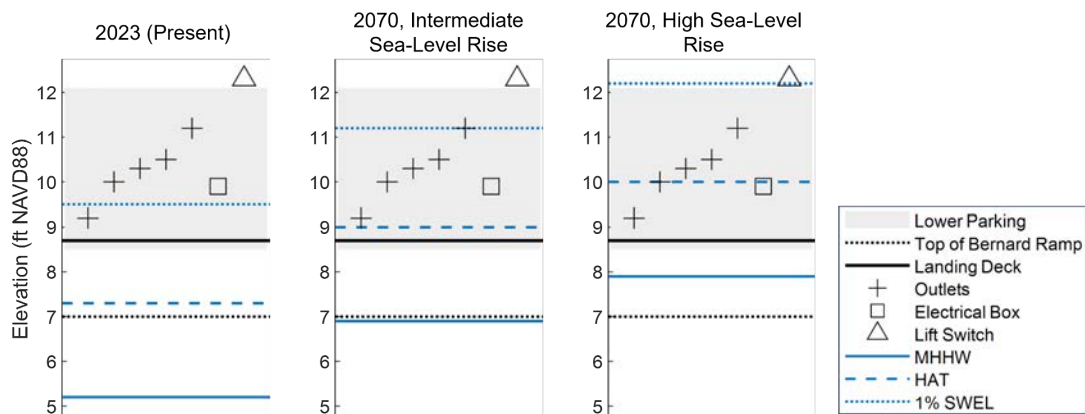 2023 (Present)
2070, Intermediate
Sea-Level Rise
2070, High Sea-Level
Rise
Elevation (ft NAVD88)
12
11
10
9
8
7
6
5
12
11
10
9
8
7
6
5
12
11
10
9
8
7
6
5
Lower Parking
Top of Bernard Ramp
Landing Deck
Outlets
Electrical Box
Lift Switch
MHHW
HAT
1% SWEL